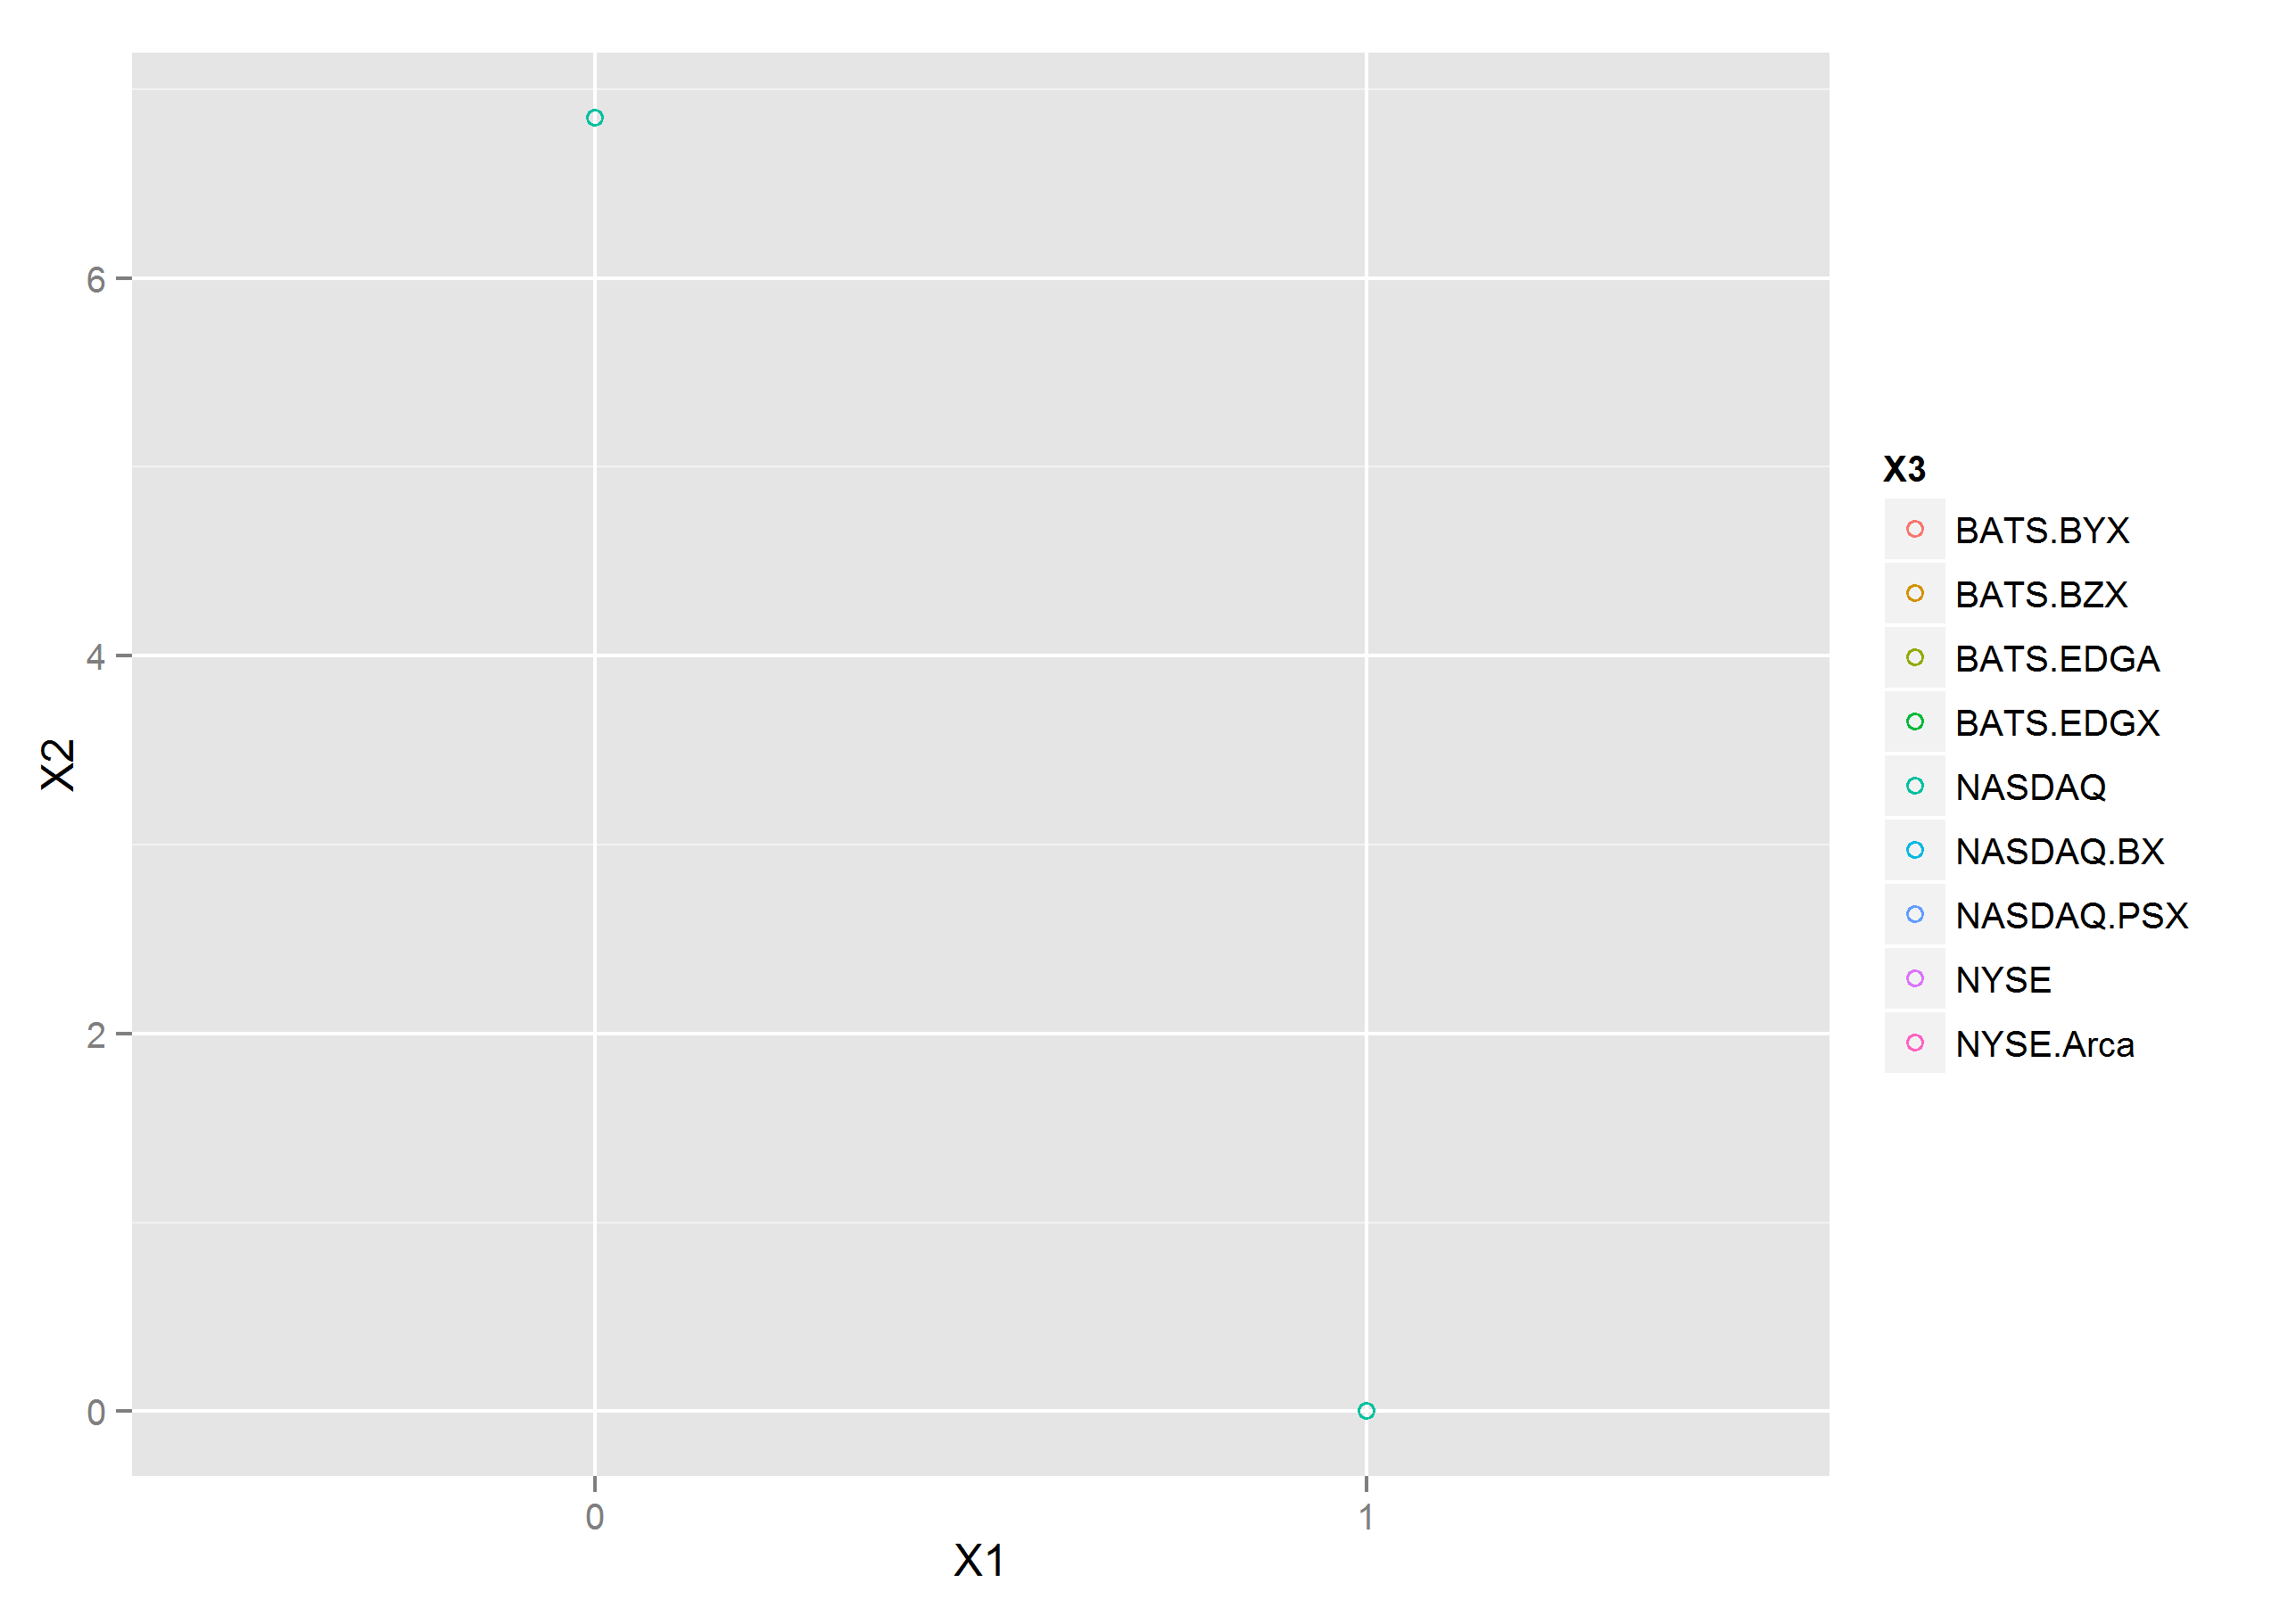 6
4
2
0
X2
0
1
X1
X3
BATS.BYX
BATS.BZX
BATS.EDGA
BATS.EDGX
NASDAQ
NASDAQ.BX
NASDAQ.PSX
NYSE
NYSE.Arca